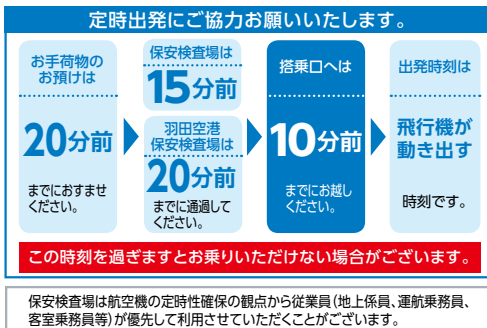 定時出発にご協力お願いいたします。
お手荷物の
お預けは
20分前
までにおすませ
ください。
保安検査場は
15分前
羽田空港
保安検査場は
20分前
までに通過して
ください。
搭乗口へは
10分前
までにお越し
ください。
出発時刻は
飛行機が
動き出す
時刻です。
この時刻を過ぎますとお乗りいただけない場合がございます。
保安検査場は航空機の定時性確保の観点から従業員(地上係員、運航乗務員、
客室乗務員等)が優先して利用させていただくことがございます。